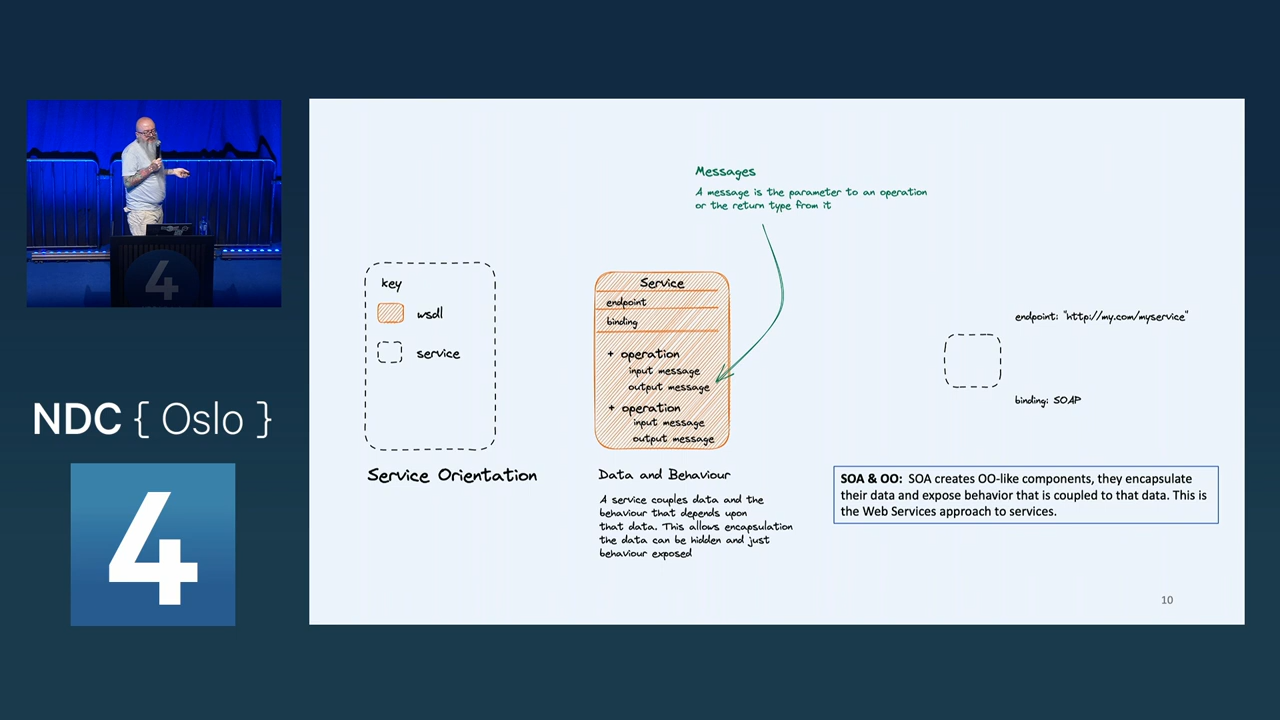 Messages
A message is the parameter to an operation
or the return type from it
key
wsdl
service
Service Orientation
Service
endpoint
binding
+ operation
input message
output message
+ operation
input message
output message
Data and Behaviour
A service couples data and the
behaviour that depends upon
that data. This allows encapsulation
the data can be hidden and just
behaviour exposed
endpoint: "http://my.com/myservice"
binding: SOAP
SOA & OO: SOA creates OO-like components, they encapsulate
their data and expose behavior that is coupled to that data. This is
the Web Services approach to services.
10
4
NDC { Oslo }
4